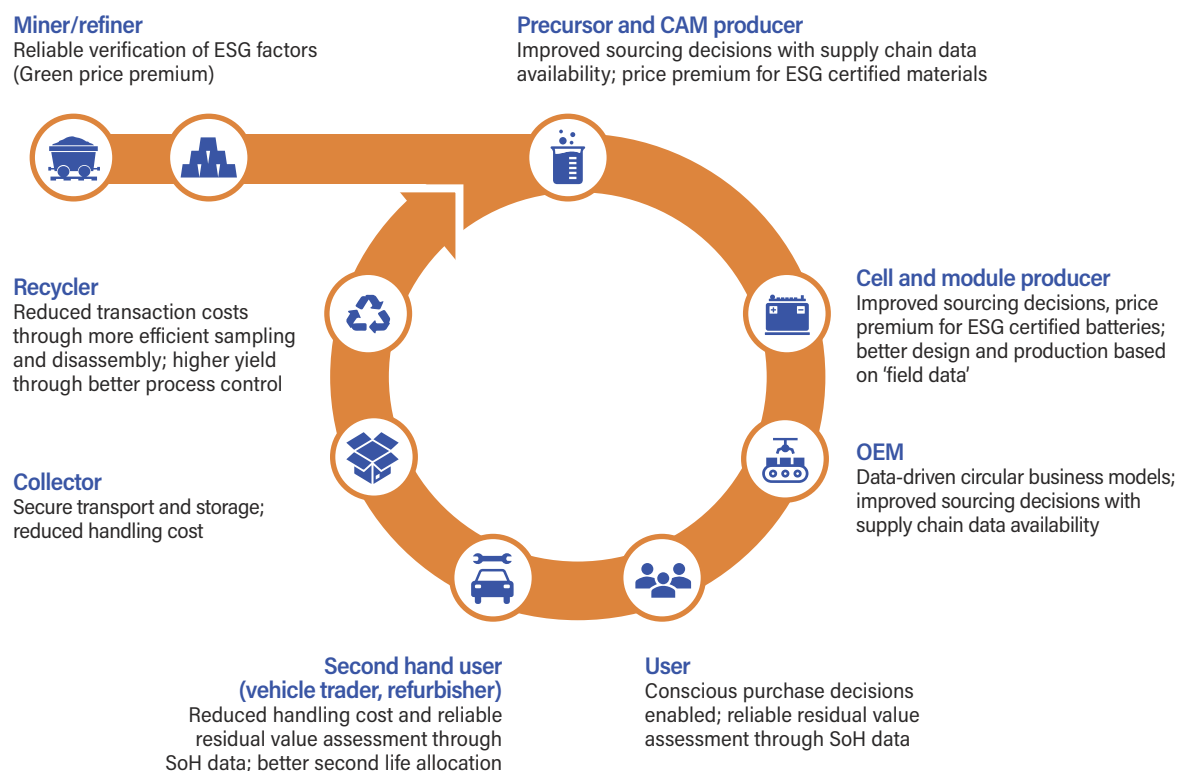 Miner/refiner
Reliable verification of ESG factors
(Green price premium)
Precursor and CAM producer
Improved sourcing decisions with supply chain data
availability; price premium for ESG certified materials
Cell and module producer
Improved sourcing decisions, price
premium for ESG certified batteries;
better design and production based
on ‘field data’
OEM
Data-driven circular business models;
improved sourcing decisions with
supply chain data availability
User
Conscious purchase decisions
enabled; reliable residual value
assessment through SoH data
Second hand user
(vehicle trader, refurbisher)
Reduced handling cost and reliable
residual value assessment through
SoH data; better second life allocation
Collector
Secure transport and storage;
reduced handling cost
Recycler
Reduced transaction costs
through more efficient sampling
and disassembly; higher yield
through better process control